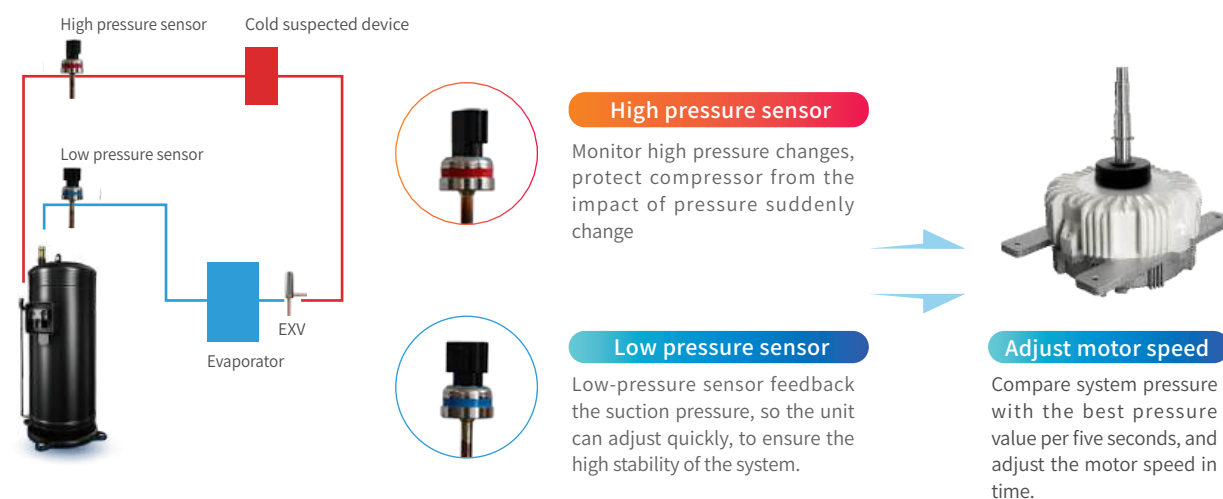 High pressure sensor
Cold suspected device
Low pressure sensor
EXV
Evaporator
High pressure sensor
Monitor high pressure changes,
protect compressor from the
impact of pressure suddenly
change
Low pressure sensor
Low-pressure sensor feedback
the suction pressure, so the unit
can adjust quickly, to ensure the
high stability of the system.
Adjust motor speed
Compare system pressure
with the best pressure
value per five seconds, and
adjust the motor speed in
time.